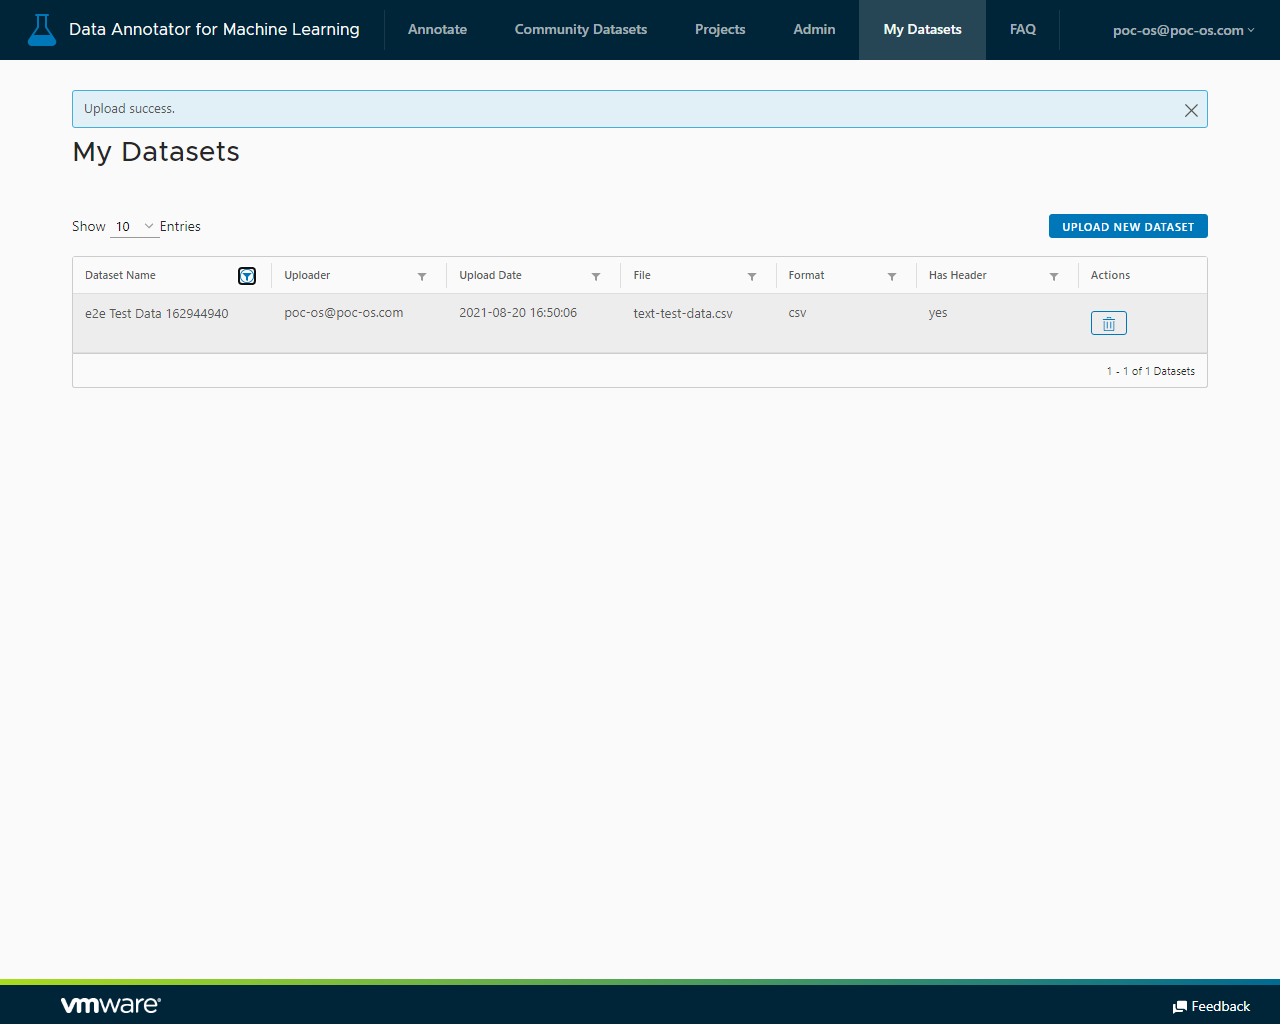 Data Annotator for Machine Learning Annotate Community Datasets Projects Admin My Datasets FAQ poc-os@poc-os.com
Upload success.
My Datasets
Show 10 Entries UPLOAD NEW DATASET
Dataset Name Uploader Upload Date File Format Has Header Actions
e2e Test Data 162944940 poc-os@poc-os.com 2021-08-20 16:50:06 text-test-data.csv csv yes
1 - 1 of 1 Datasets
vmware® Feedback